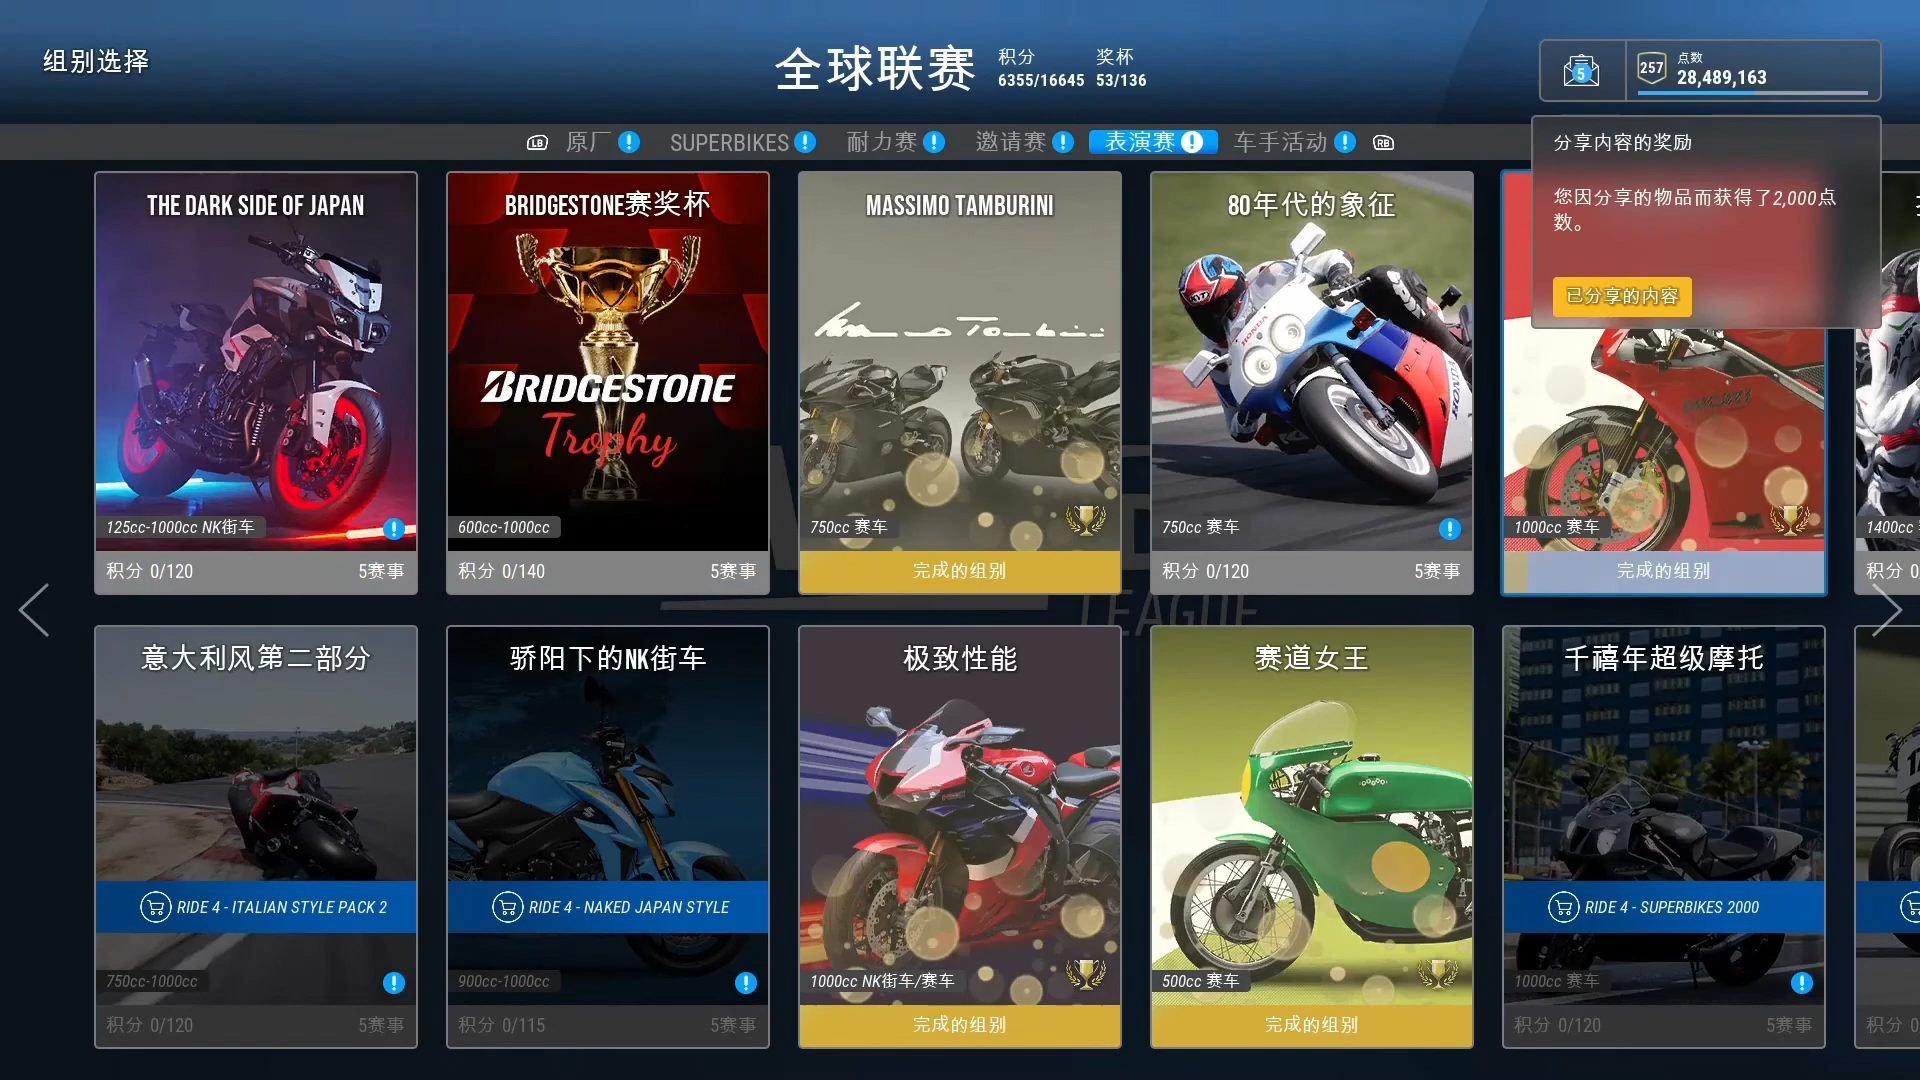 组别选择
全球联赛
积分
6355/16645
奖杯
53/136
5
257
点数
28,489,163
LB
原厂
SUPERBIKES
耐力赛
邀请赛
表演赛
车手活动
RB
分享内容的奖励
您因分享的物品而获得了2,000点
数。
已分享的内容
THE DARK SIDE OF JAPAN
125cc-1000cc NK街车
积分 0/120
5赛事
BRIDGESTONE赛奖杯
BRIDGESTONE
Trophy
600cc-1000cc
积分 0/140
5赛事
MASSIMO TAMBURINI
750cc 赛车
完成的组别
80年代的象征
HONDA
HONDA
750cc 赛车
积分 0/120
5赛事
DUCATI
1000cc 赛车
完成的组别
1400cc
积分 0
LEAGUE
意大利风第二部分
RIDE 4 - ITALIAN STYLE PACK 2
750cc-1000cc
积分 0/120
5赛事
骄阳下的NK街车
RIDE 4 - NAKED JAPAN STYLE
900cc-1000cc
积分 0/115
5赛事
极致性能
1000cc NK街车/赛车
完成的组别
赛道女王
500cc 赛车
完成的组别
千禧年超级摩托
RIDE 4 - SUPERBIKES 2000
1000cc 赛车
积分 0/120
5赛事
积分 0